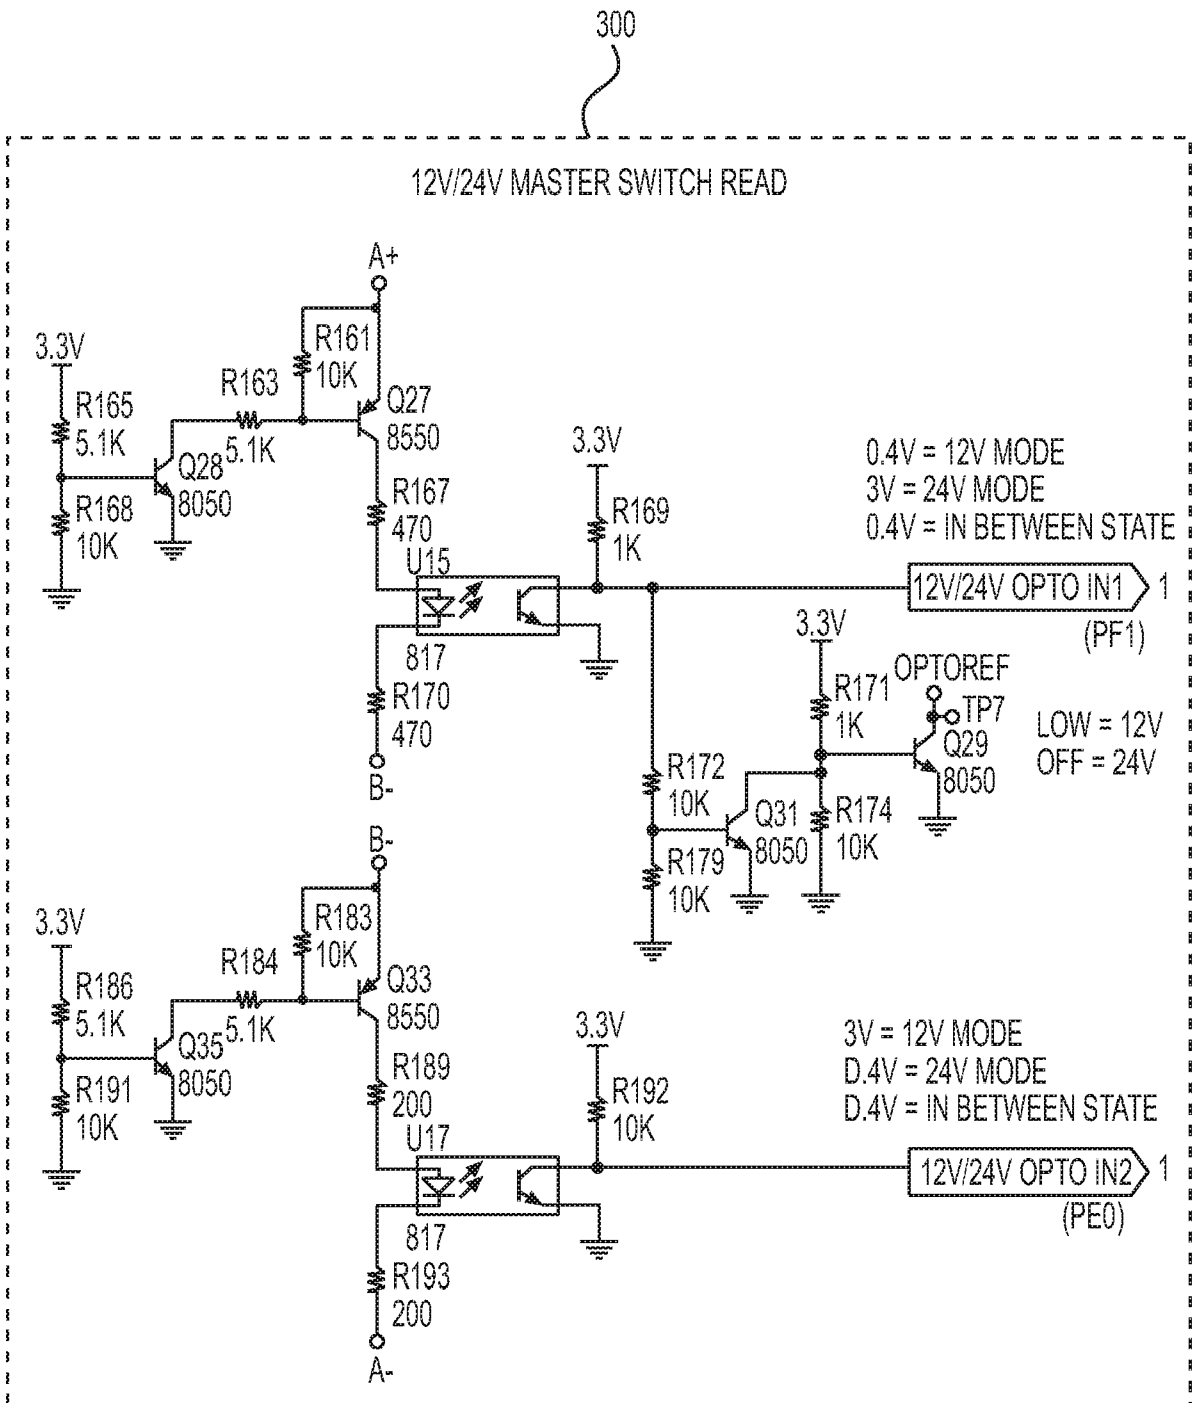 300
12V/24V MASTER SWITCH READ
A+
3.3V
R165
5.1K
R168
10K
Q28
8050
R163
5.1K
R161
10K
Q27
8550
R167
470
U15
817
R170
470
B-
3.3V
R169
1K
0.4V = 12V MODE
3V = 24V MODE
0.4V = IN BETWEEN STATE
12V/24V OPTO IN1
1
(PF1)
3.3V
R171
1K
OPTOREF
TP7
Q29
8050
LOW = 12V
OFF = 24V
R172
10K
Q31
8050
R174
10K
R179
10K
B-
3.3V
R186
5.1K
R191
10K
Q35
8050
R184
5.1K
R183
10K
Q33
8550
R189
200
U17
817
R193
200
A-
3.3V
R192
10K
3V = 12V MODE
D.4V = 24V MODE
D.4V = IN BETWEEN STATE
12V/24V OPTO IN2
1
(PE0)